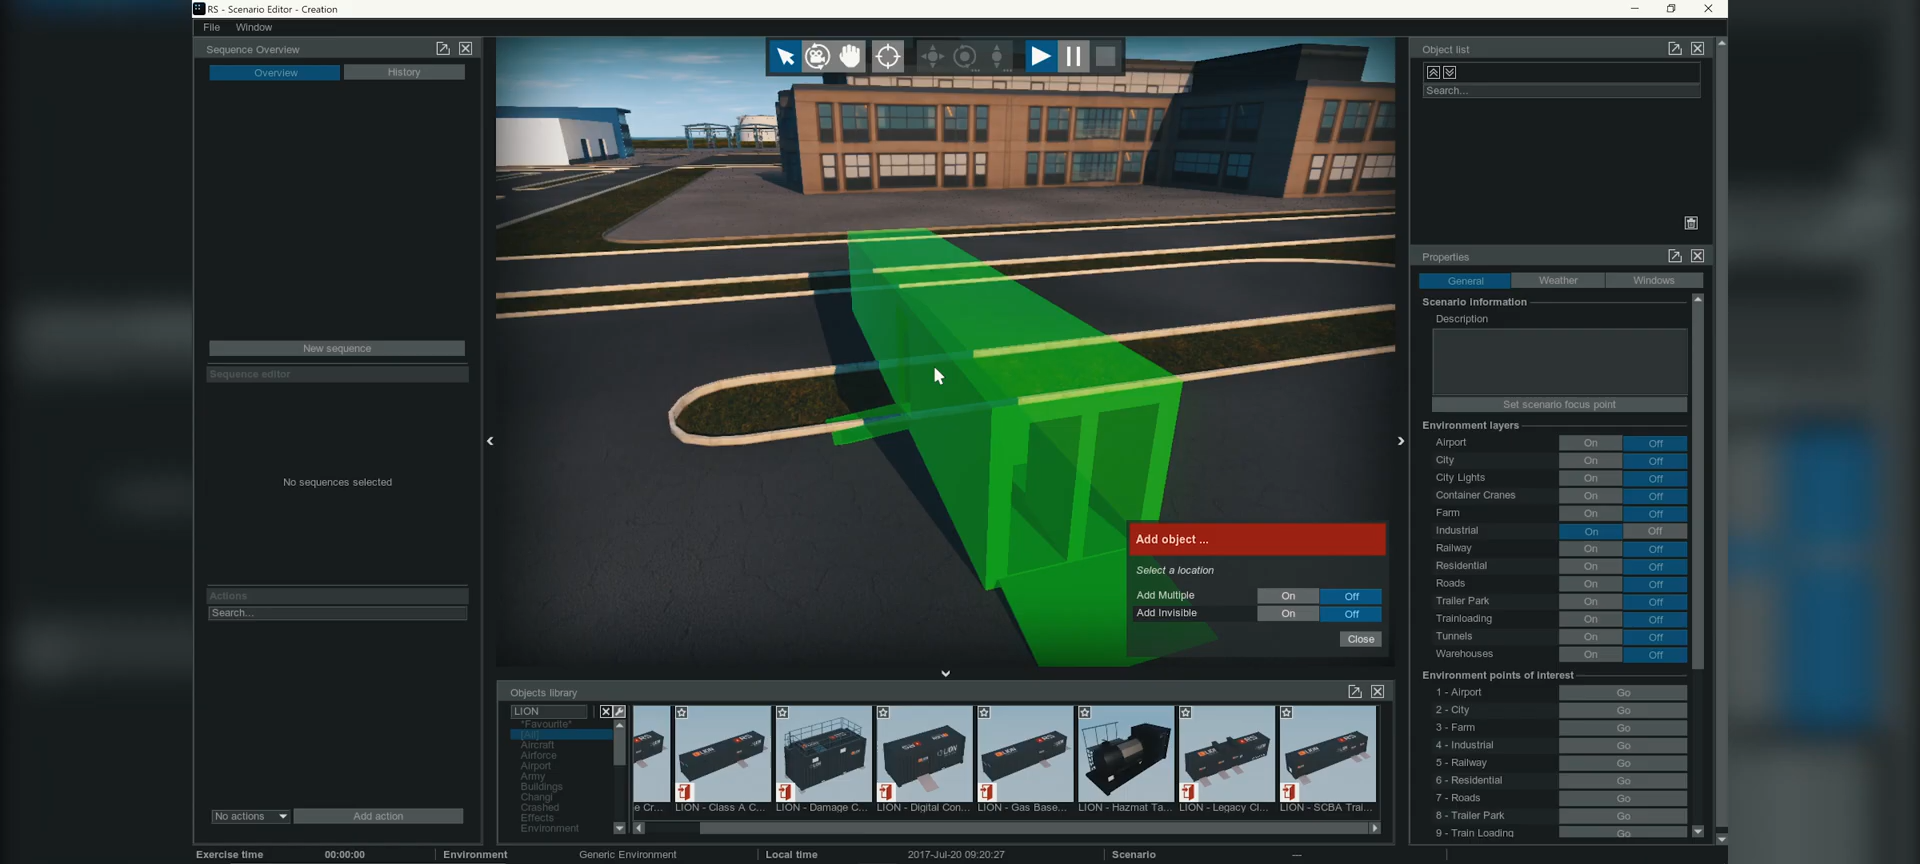 RS - Scenario Editor - Creation
File Window
Sequence Overview
Overview History
New sequence
Sequence editor
No sequences selected
Actions
Search...
No actions Add action
Add object ...
Select a location
Add Multiple On Off
Add Invisible On Off
Close
Objects library
LION
*Favourite*
[All]
Aircraft
Airforce
Airport
Army
Buildings
Changi
Crashed
Effects
Environment
e Cr...
LION - Class A C...
LION - Damage C...
LION - Digital Con...
LION - Gas Base...
LION - Hazmat Ta...
LION - Legacy Cl...
LION - SCBA Trai...
Object list
Search...
Properties
General Weather Windows
Scenario information
Description
Set scenario focus point
Environment layers
Airport On Off
City On Off
City Lights On Off
Container Cranes On Off
Farm On Off
Industrial On Off
Railway On Off
Residential On Off
Roads On Off
Trailer Park On Off
Trainloading On Off
Tunnels On Off
Warehouses On Off
Environment points of interest
1 - Airport Go
2 - City Go
3 - Farm Go
4 - Industrial Go
5 - Railway Go
6 - Residential Go
7 - Roads Go
8 - Trailer Park Go
9 - Train Loading Go
Exercise time 00:00:00 Environment Generic Environment Local time 2017-Jul-20 09:20:27 Scenario ---